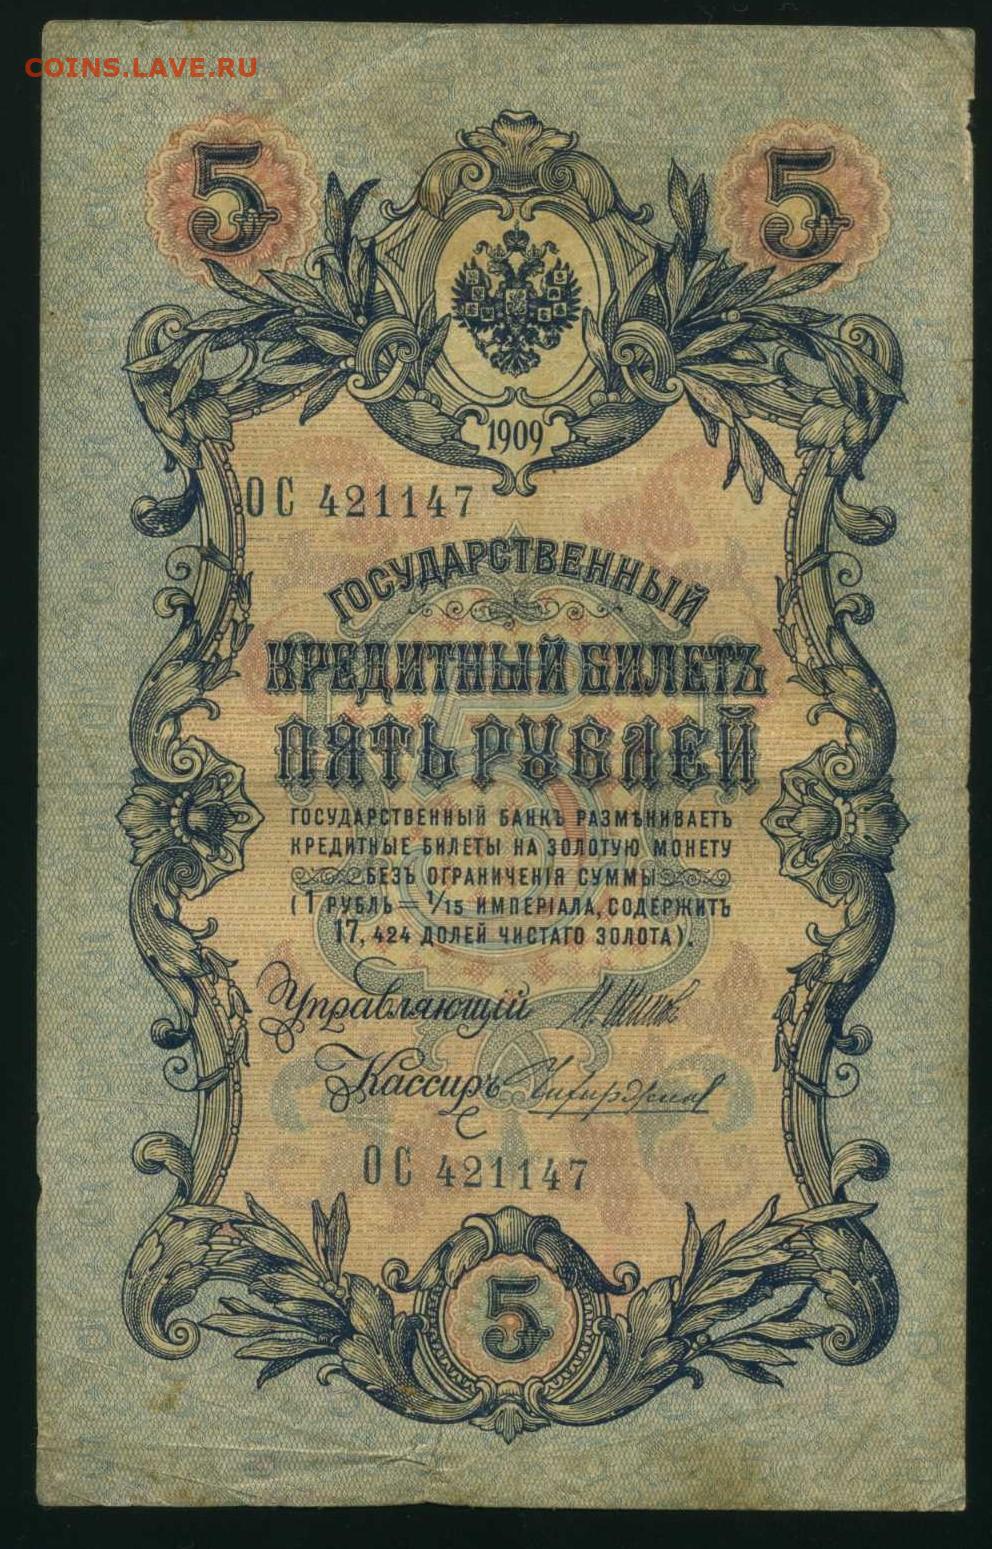 COINS.LAVE.RU
5 5
1909
ОС 421147
ГОСУДАРСТВЕННЫЙ
КРЕДИТНЫЙ БИЛЕТЪ
ПЯТЬ РУБЛЕЙ
ГОСУДАРСТВЕННЫЙ БАНКЪ РАЗМѢНИВАЕТЪ
КРЕДИТНЫЕ БИЛЕТЫ НА ЗОЛОТУЮ МОНЕТУ
БЕЗЪ ОГРАНИЧЕНІЯ СУММЫ
(1 РУБЛЬ = 1/15 ИМПЕРІАЛА, СОДЕРЖИТЪ
17, 424 ДОЛЕЙ ЧИСТАГО ЗОЛОТА).
Управляющій
Кассиръ
ОС 421147
5